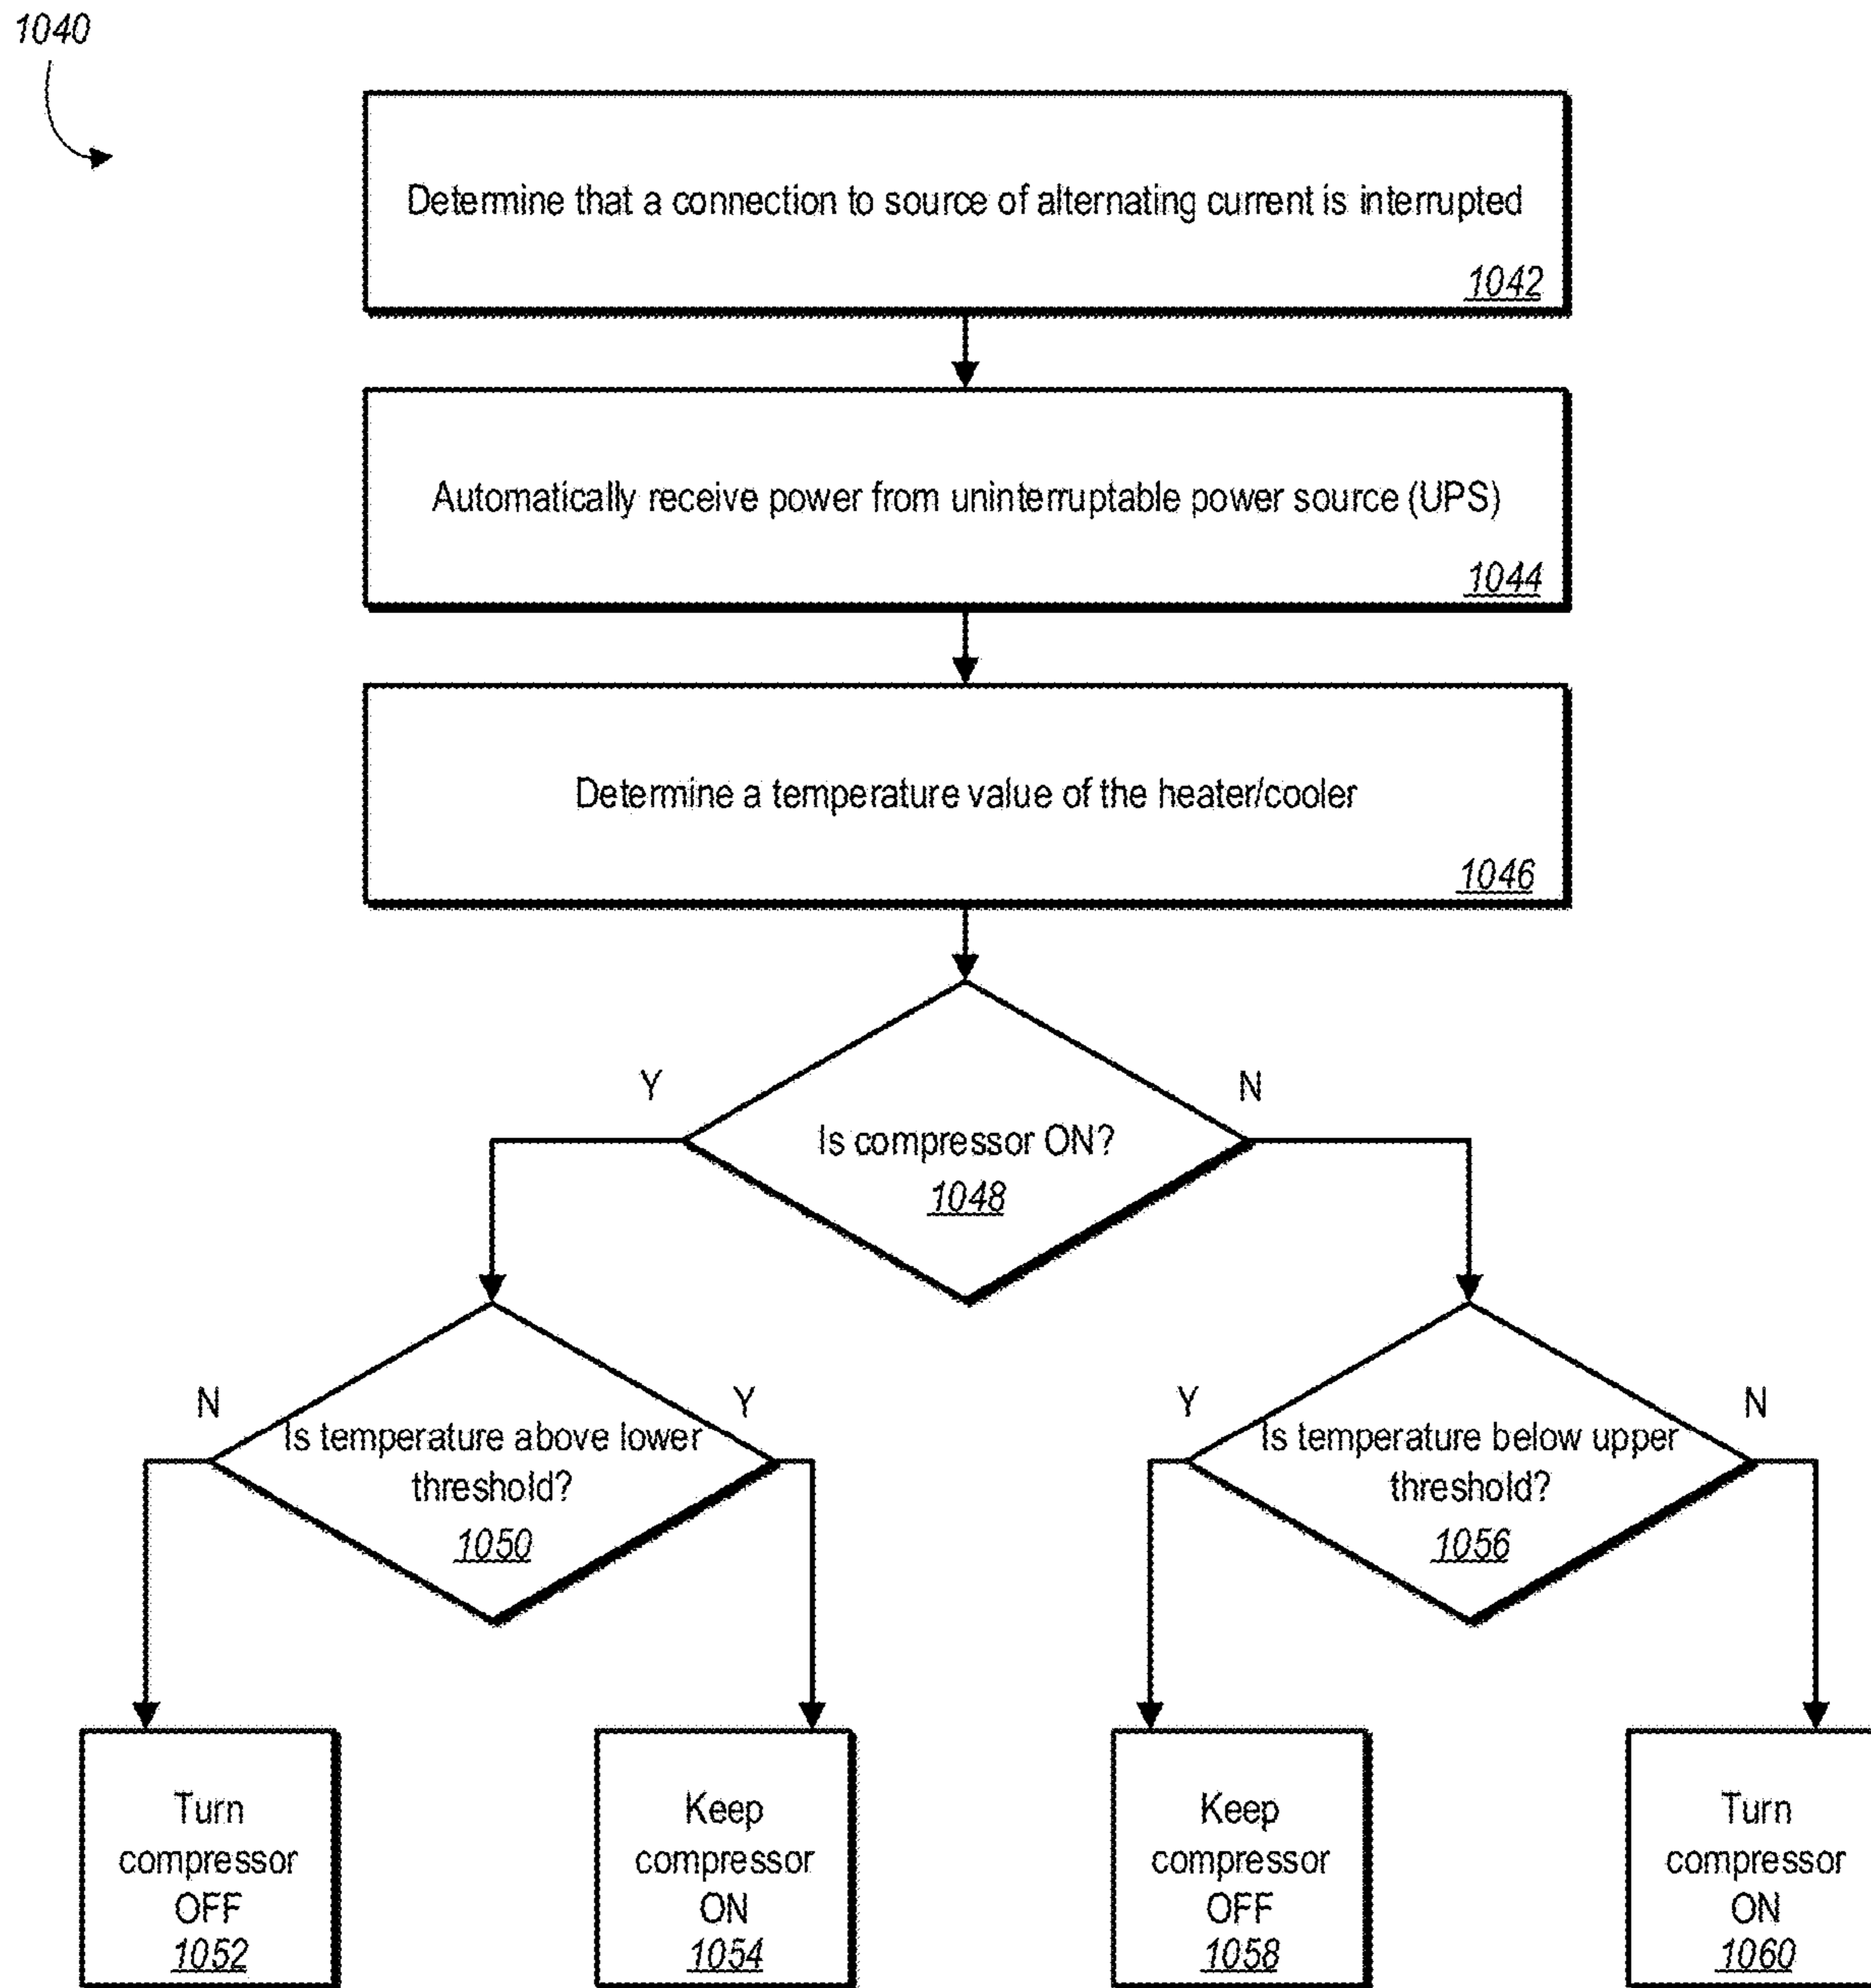 1040
Determine that a connection to source of alternating current is interrupted
1042
Automatically receive power from uninterruptable power source (UPS)
1044
Determine a temperature value of the heater/cooler
1046
Y
N
Is compressor ON?
1048
N
Y
Y
N
Is temperature above lower
threshold?
1050
Is temperature below upper
threshold?
1056
Turn
compressor
OFF
1052
Keep
compressor
ON
1054
Keep
compressor
OFF
1058
Turn
compressor
ON
1060